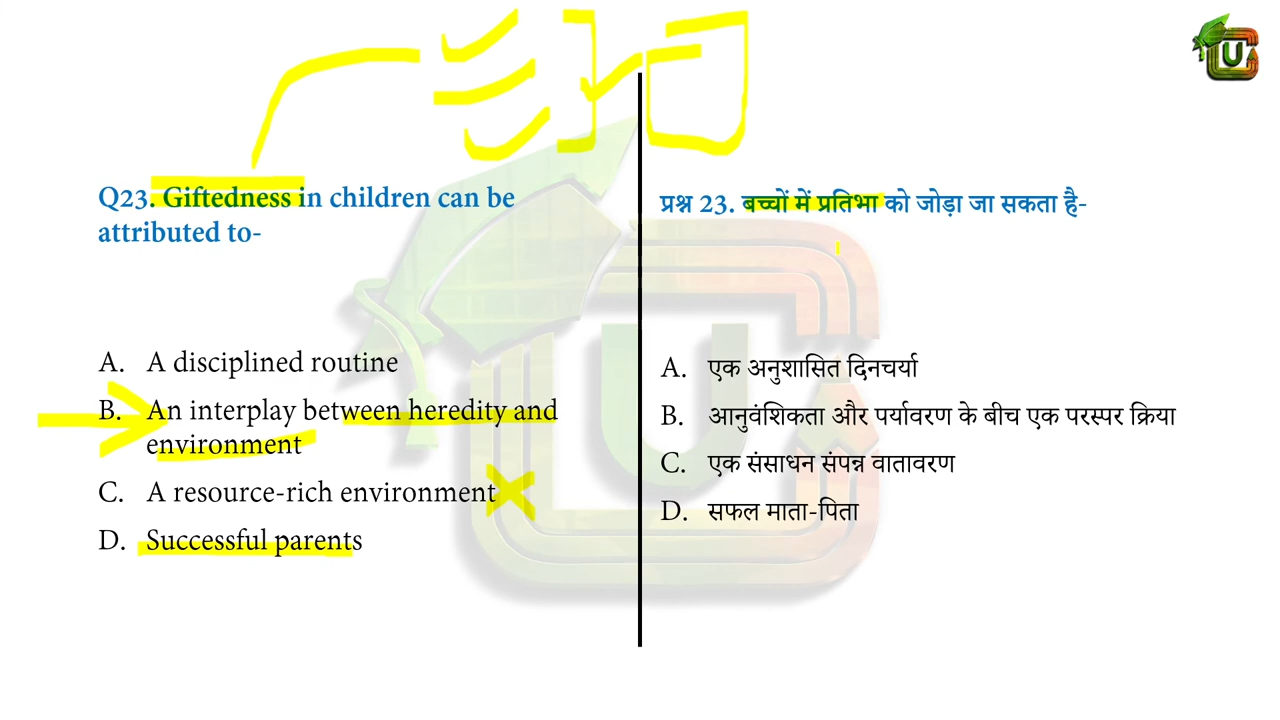 Q23. Giftedness in children can be
attributed to-
A. A disciplined routine
B. An interplay between heredity and
environment
C. A resource-rich environment
D. Successful parents
प्रश्न 23. बच्चों में प्रतिभा को जोड़ा जा सकता है-
A. एक अनुशासित दिनचर्या
B. आनुवंशिकता और पर्यावरण के बीच एक परस्पर क्रिया
C. एक संसाधन संपन्न वातावरण
D. सफल माता-पिता
U